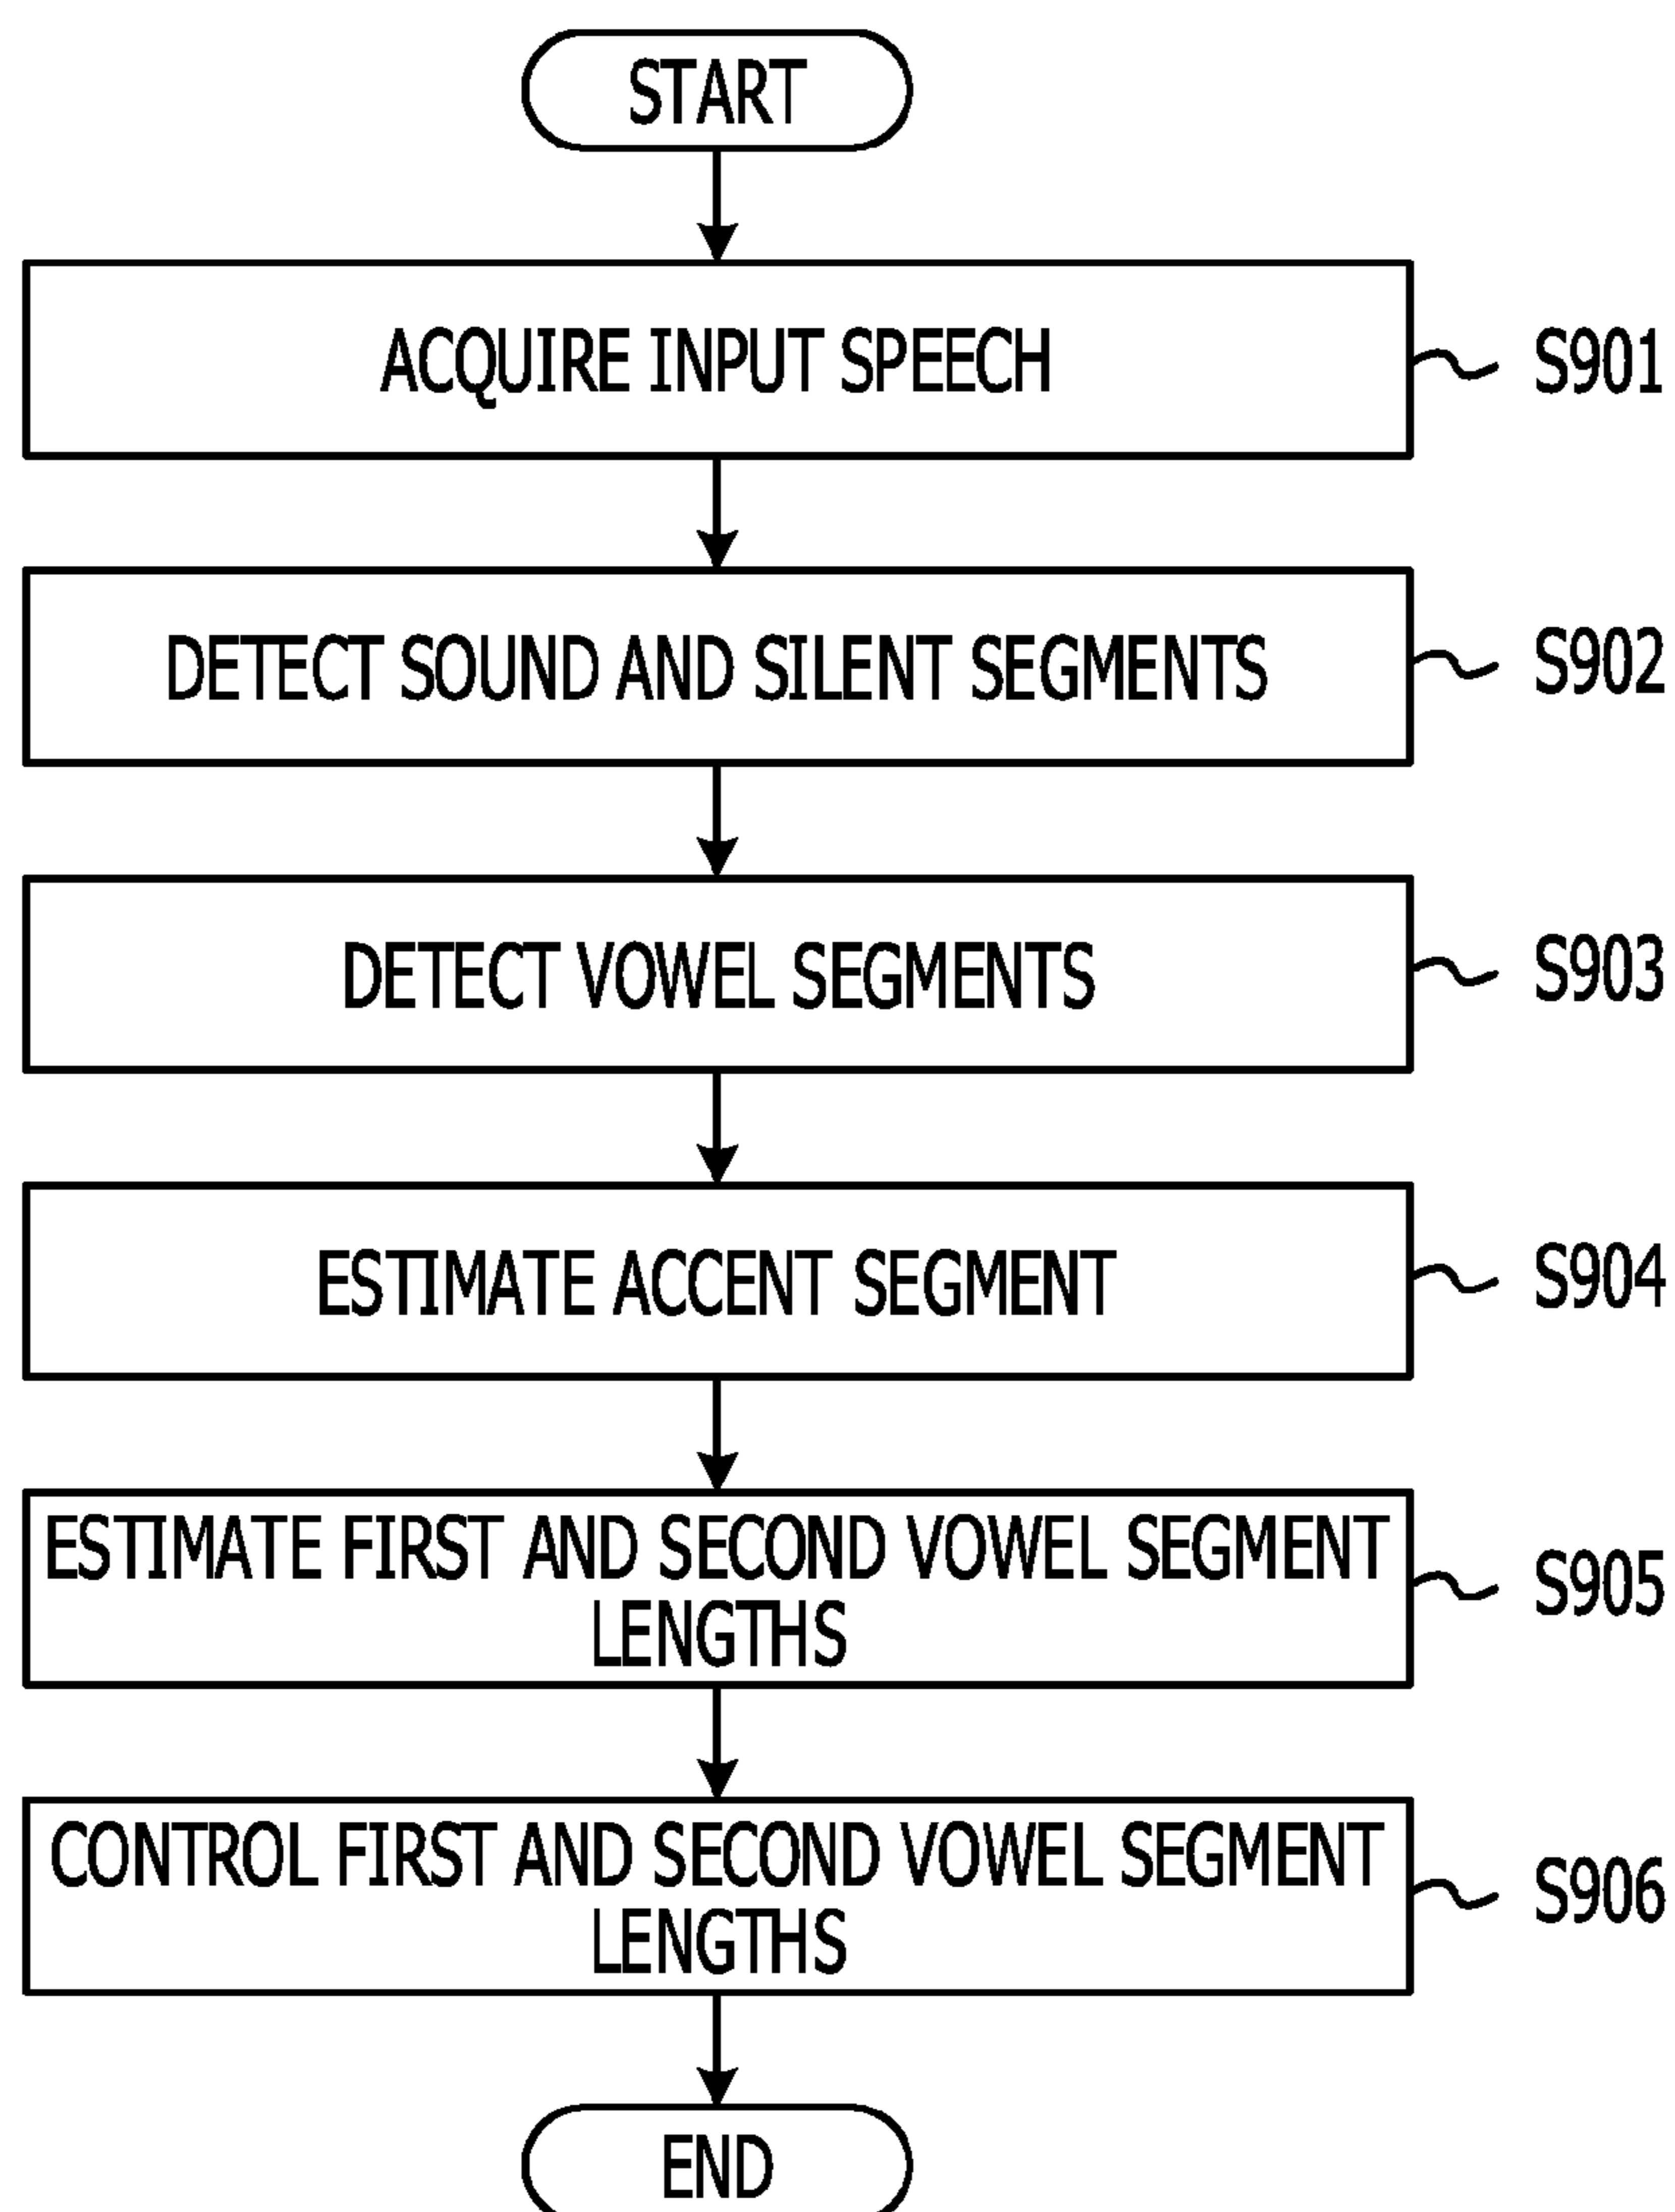 START
ACQUIRE INPUT SPEECH
S901
DETECT SOUND AND SILENT SEGMENTS
S902
DETECT VOWEL SEGMENTS
S903
ESTIMATE ACCENT SEGMENT
S904
ESTIMATE FIRST AND SECOND VOWEL SEGMENT
LENGTHS
S905
CONTROL FIRST AND SECOND VOWEL SEGMENT
LENGTHS
S906
END